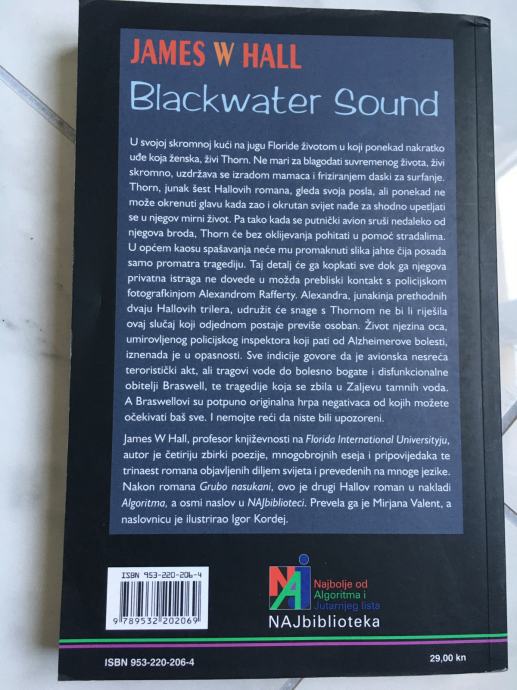 JAMES W HALL
Blackwater Sound
U svojoj skromnoj kući na jugu Floride životom u koji ponekad nakratko
uđe koja ženska, živi Thorn. Ne mari za blagodati suvremenog života, živi
skromno, uzdržava se izradom mamaca i friziranjem daski za surfanje.
Thorn, junak šest Hallovih romana, gleda svoja posla, ali ponekad ne
može okrenuti glavu kada zao i okrutan svijet nađe za shodno upetljati
se u njegov mirni život. Pa tako kada se putnički avion sruši nedaleko od
njegova broda, Thorn će bez oklijevanja pohitati u pomoć stradalima.
U općem kaosu spašavanja neće mu promaknuti slika jahte čija posada
samo promatra tragediju. Taj detalj će ga kopkati sve dok ga njegova
privatna istraga ne dovede u možda prebliski kontakt s policijskom
fotografkinjom Alexandrom Rafferty. Alexandra, junakinja prethodnih
dvaju Hallovih trilera, udružit će snage s Thornom ne bi li riješila
ovaj slučaj koji odjednom postaje previše osoban. Život njezina oca,
umirovljenog policijskog inspektora koji pati od Alzheimerove bolesti,
iznenada je u opasnosti. Sve indicije govore da je avionska nesreća
teroristički akt, ali tragovi vode do bolesno bogate i disfunkcionalne
obitelji Braswell, te tragedije koja se zbila u Zaljevu tamnih voda.
A Braswellovi su potpuno originalna hrpa negativaca od kojih možete
očekivati baš sve. I nemojte reći da niste bili upozoreni.
James W Hall, profesor književnosti na Florida International Universityju,
autor je četiriju zbirki poezije, mnogobrojnih eseja i pripovijedaka te
trinaest romana objavljenih diljem svijeta i prevedenih na mnoge jezike.
Nakon romana Grubo nasukani, ovo je drugi Hallov roman u nakladi
Algoritma, a osmi naslov u NAJbiblioteci. Prevela ga je Mirjana Valent, a
naslovnicu je ilustrirao Igor Kordej.
ISBN 953-220-206-4
9 789532 202069
NAJ
Najbolje od
Algoritma i
Jutarnjeg lista
NAJbiblioteka
ISBN 953-220-206-4
29,00 kn